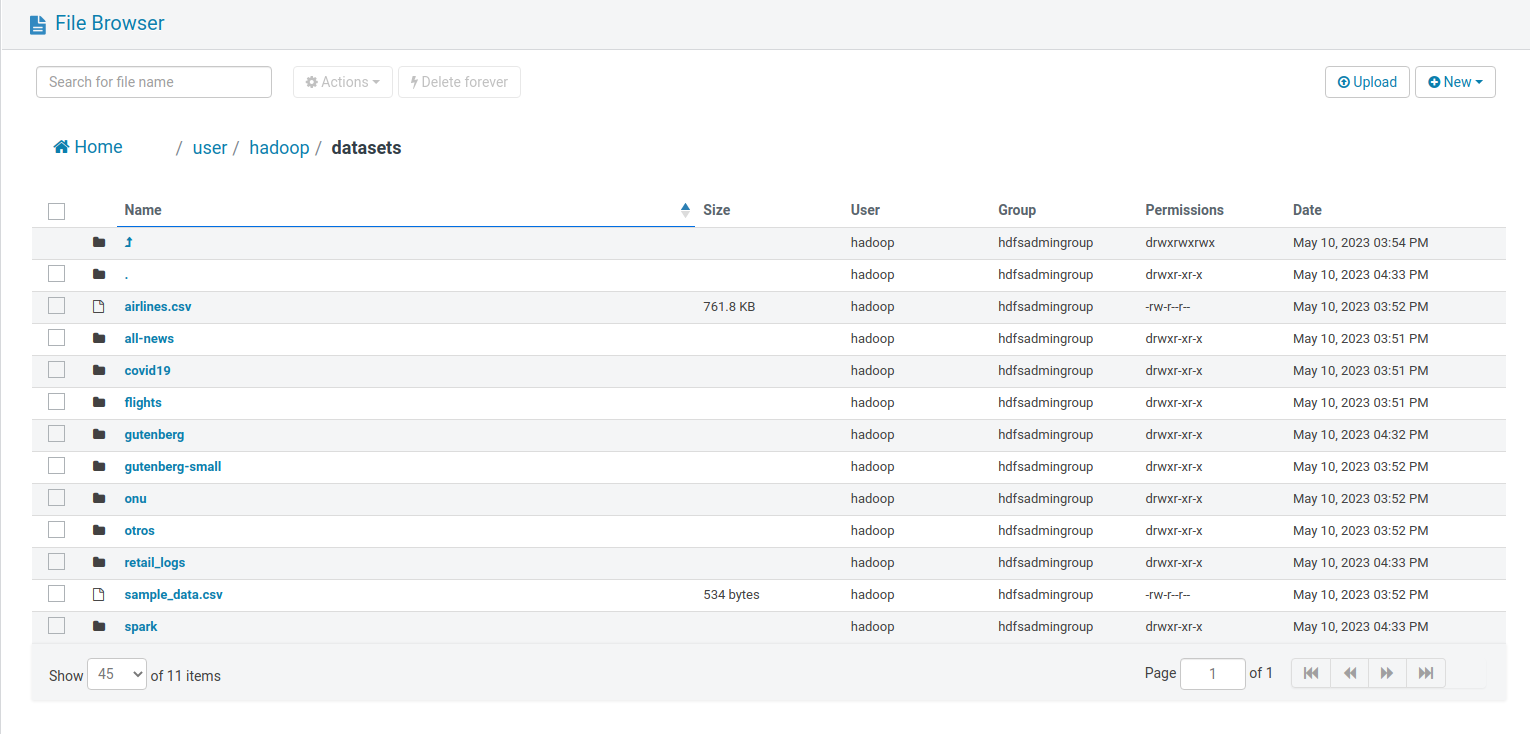 File Browser
Search for file name Actions Delete forever Upload New
Home / user / hadoop / datasets
Name Size User Group Permissions Date
hadoop hdfsadmingroup drwxrwxrwx May 10, 2023 03:54 PM
. hadoop hdfsadmingroup drwxr-xr-x May 10, 2023 04:33 PM
airlines.csv 761.8 KB hadoop hdfsadmingroup -rw-r--r-- May 10, 2023 03:52 PM
all-news hadoop hdfsadmingroup drwxr-xr-x May 10, 2023 03:51 PM
covid19 hadoop hdfsadmingroup drwxr-xr-x May 10, 2023 03:51 PM
flights hadoop hdfsadmingroup drwxr-xr-x May 10, 2023 03:51 PM
gutenberg hadoop hdfsadmingroup drwxr-xr-x May 10, 2023 04:32 PM
gutenberg-small hadoop hdfsadmingroup drwxr-xr-x May 10, 2023 03:52 PM
onu hadoop hdfsadmingroup drwxr-xr-x May 10, 2023 03:52 PM
otros hadoop hdfsadmingroup drwxr-xr-x May 10, 2023 03:52 PM
retail_logs hadoop hdfsadmingroup drwxr-xr-x May 10, 2023 04:33 PM
sample_data.csv 534 bytes hadoop hdfsadmingroup -rw-r--r-- May 10, 2023 03:52 PM
spark hadoop hdfsadmingroup drwxr-xr-x May 10, 2023 04:33 PM
Show 45 of 11 items Page 1 of 1